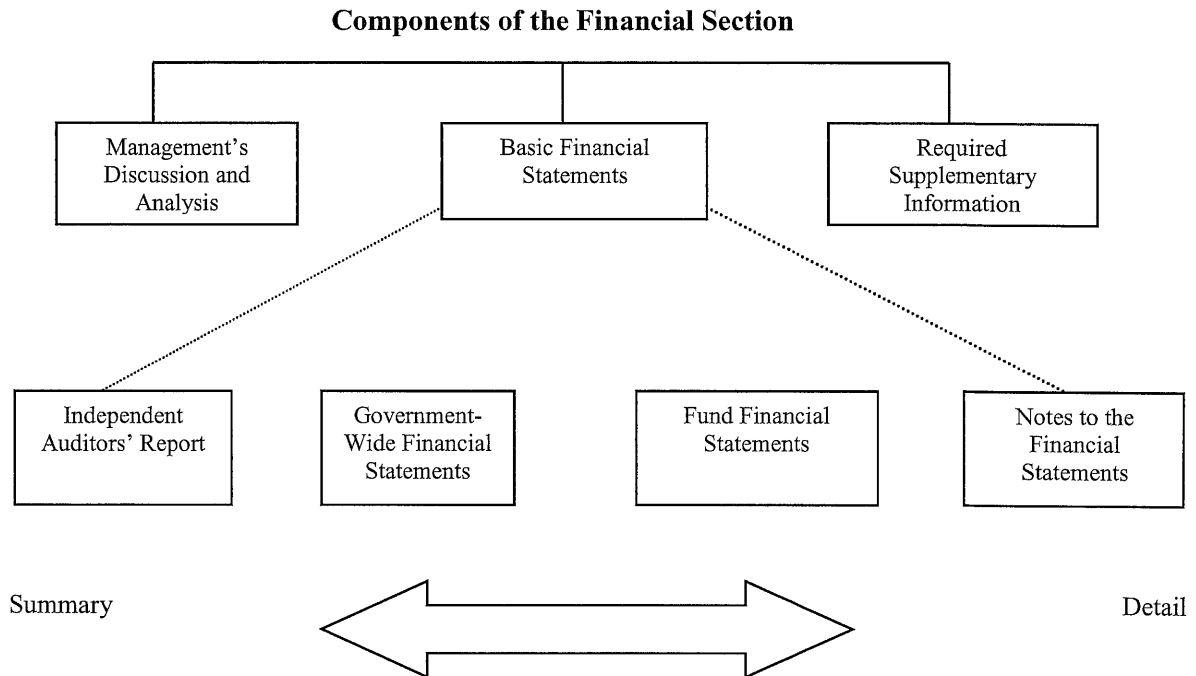 Components of the Financial Section
Management’s
Discussion and
Analysis
Basic Financial
Statements
Required
Supplementary
Information
Independent
Auditors’ Report
Government-
Wide Financial
Statements
Fund Financial
Statements
Notes to the
Financial
Statements
Summary
Detail